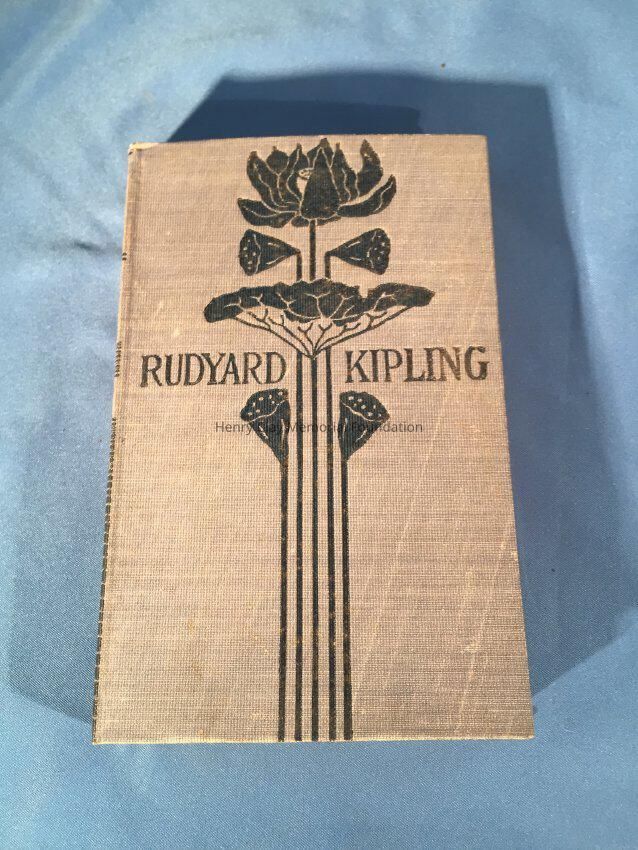 RUDYARD KIPLING
Henry Clay Memorial Foundation